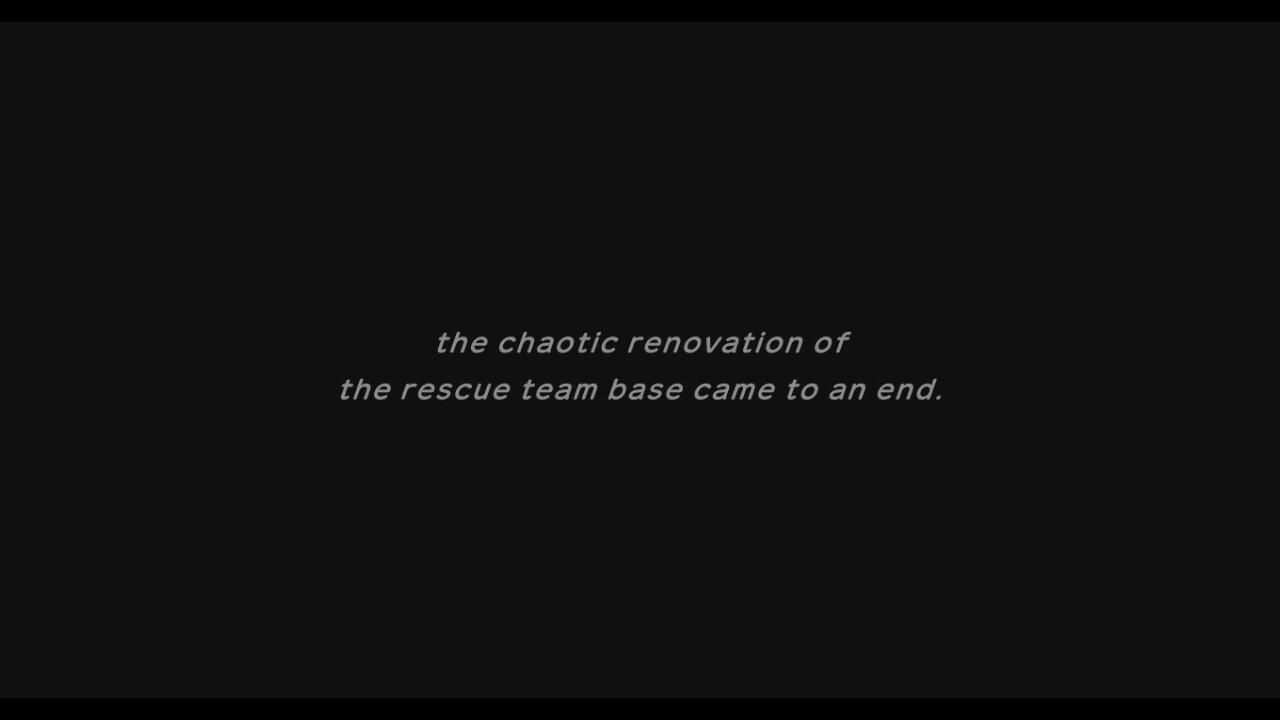 the chaotic renovation of
the rescue team base came to an end.